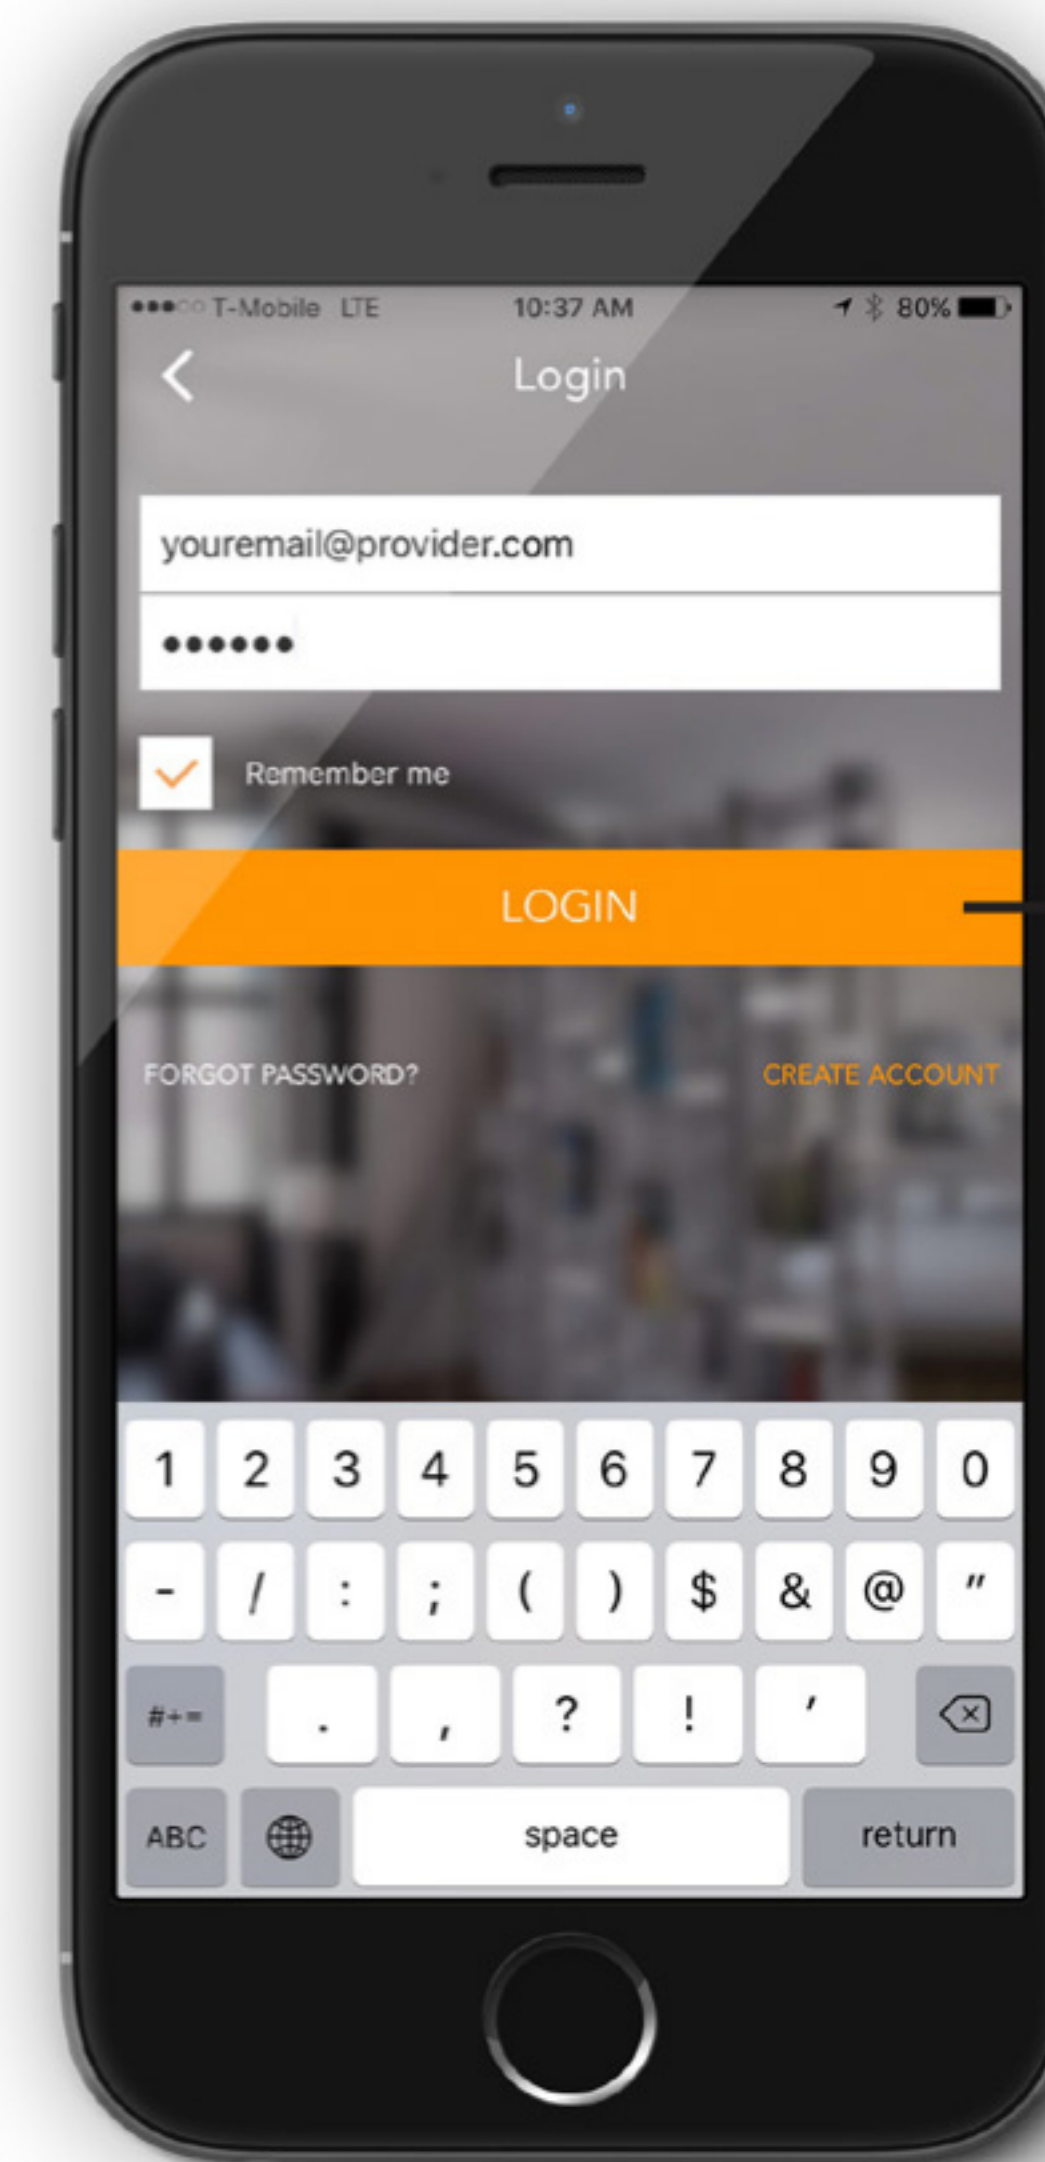 T-Mobile LTE 10:37 AM 80%
Login
youremail@provider.com
••••••
Remember me
LOGIN
FORGOT PASSWORD? CREATE ACCOUNT
1 2 3 4 5 6 7 8 9 0
- / : ; ( ) $ & @ "
#+= . , ? ! '
ABC space return